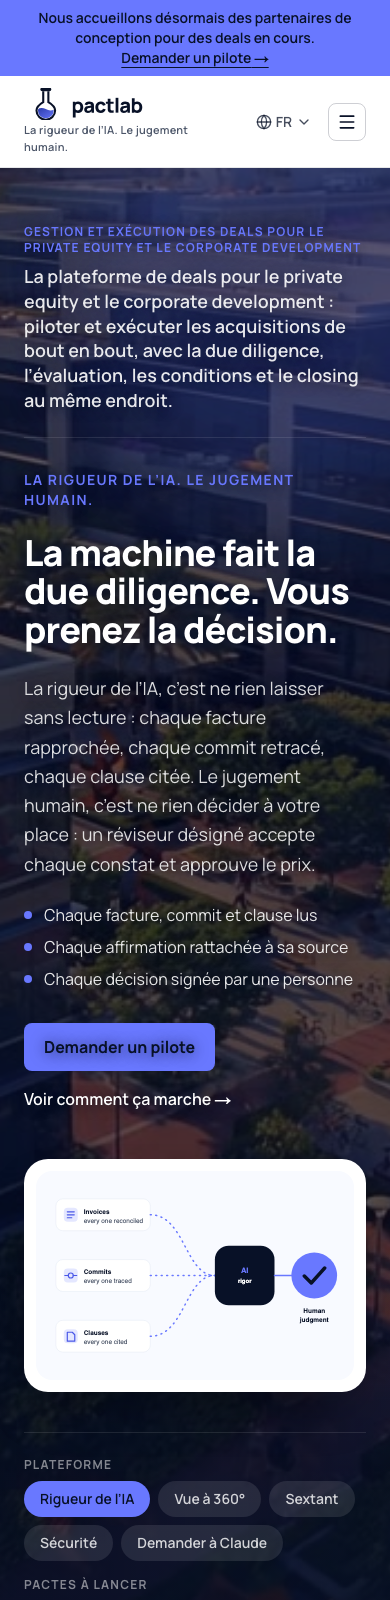 Nous accueillons désormais des partenaires de
conception pour des deals en cours.
Demander un pilote →
pactlab
La rigueur de l'IA. Le jugement
humain.
FR
GESTION ET EXÉCUTION DES DEALS POUR LE
PRIVATE EQUITY ET LE CORPORATE DEVELOPMENT
La plateforme de deals pour le private
equity et le corporate development :
piloter et exécuter les acquisitions de
bout en bout, avec la due diligence,
l'évaluation, les conditions et le closing
au même endroit.
LA RIGUEUR DE L'IA. LE JUGEMENT
HUMAIN.
La machine fait la
due diligence. Vous
prenez la décision.
La rigueur de l'IA, c'est ne rien laisser
sans lecture : chaque facture
rapprochée, chaque commit retracé,
chaque clause citée. Le jugement
humain, c'est ne rien décider à votre
place : un réviseur désigné accepte
chaque constat et approuve le prix.
Chaque facture, commit et clause lus
Chaque affirmation rattachée à sa source
Chaque décision signée par une personne
Demander un pilote
Voir comment ça marche →
Invoices
every one reconciled
Commits
every one traced
Clauses
every one cited
AI
rigor
Human
judgment
PLATEFORME
Rigueur de l'IA
Vue à 360°
Sextant
Sécurité
Demander à Claude
PACTES À LANCER